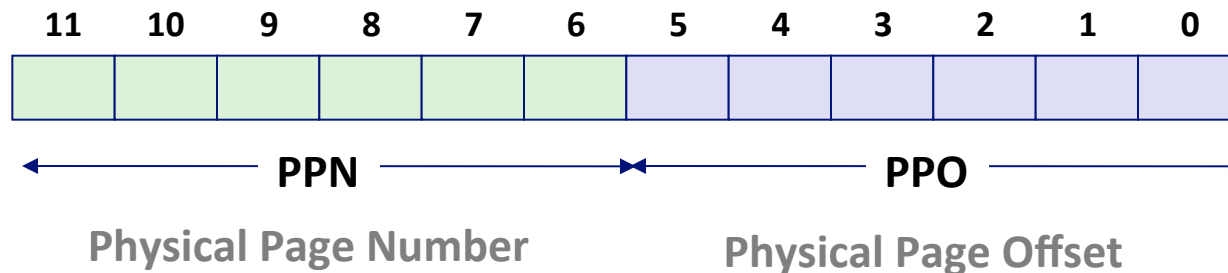 11 10 9 8 7 6 5 4 3 2 1 0
PPN PPO
Physical Page Number Physical Page Offset